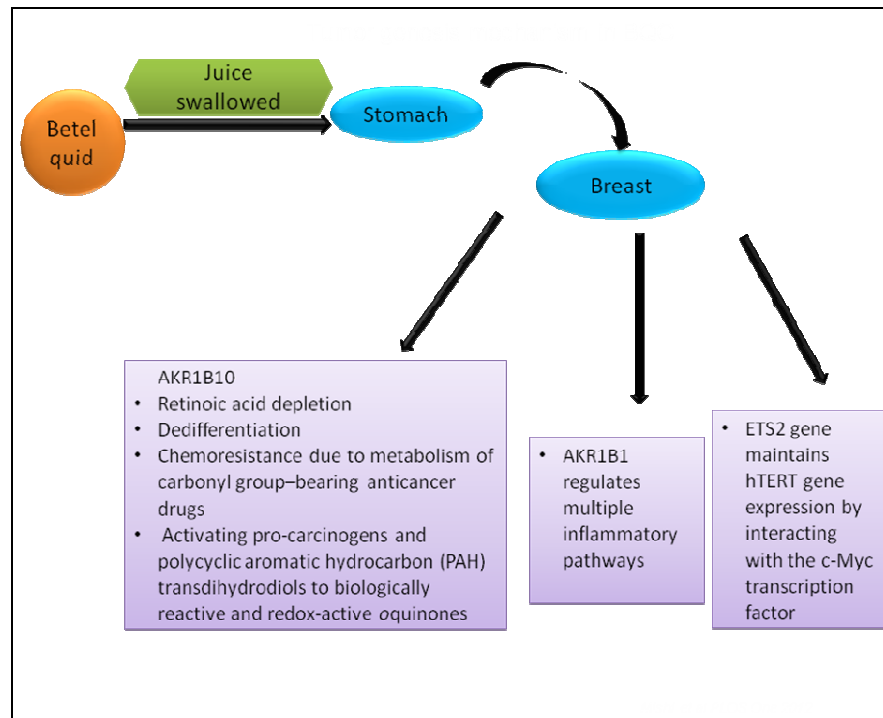 Juice
swallowed
Betel
quid
Stomach
Breast
AKR1B10
• Retinoic acid depletion
• Dedifferentiation
• Chemoresistance due to metabolism of
carbonyl group–bearing anticancer
drugs
• Activating pro-carcinogens and
polycyclic aromatic hydrocarbon (PAH)
transdihydrodiols to biologically
reactive and redox-active oquinones
• AKR1B1
regulates
multiple
inflammatory
pathways
• ETS2 gene
maintains
hTERT gene
expression by
interacting
with the c-Myc
transcription
factor